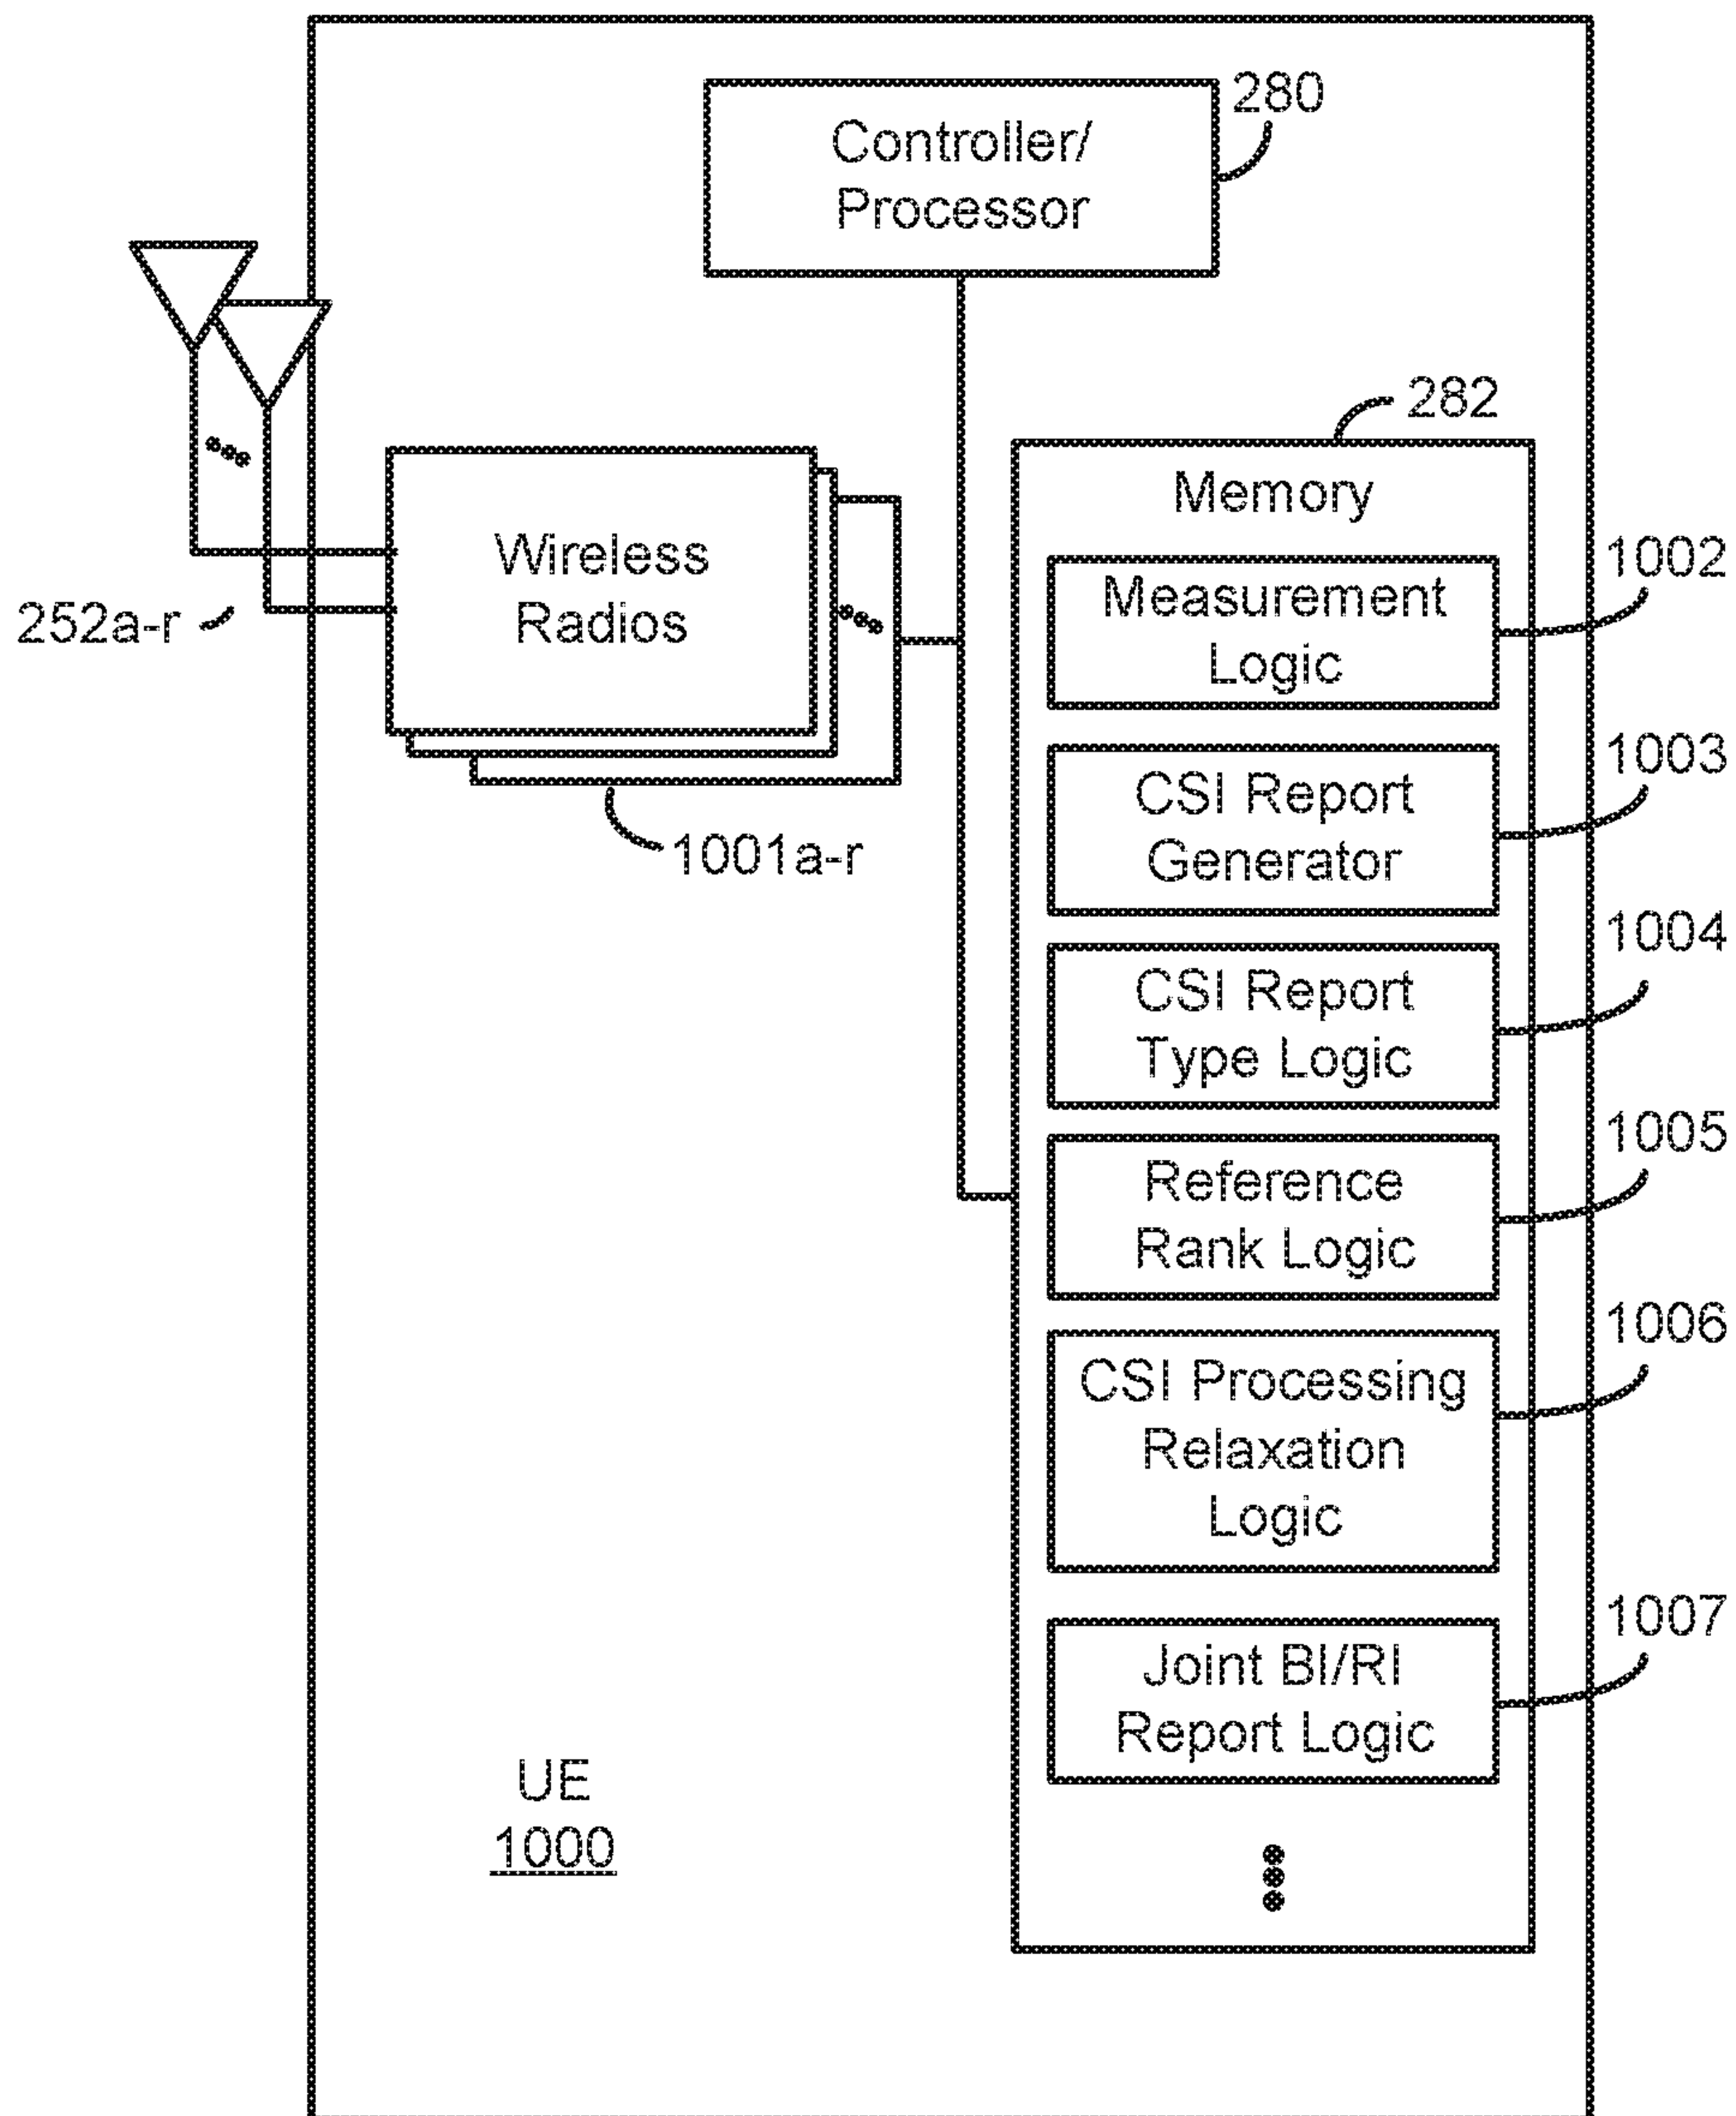 Controller/
Processor
280
282
Memory
Wireless
Radios
252a-r
1001a-r
Measurement
Logic
1002
CSI Report
Generator
1003
CSI Report
Type Logic
1004
Reference
Rank Logic
1005
CSI Processing
Relaxation
Logic
1006
Joint BI/RI
Report Logic
1007
UE
1000